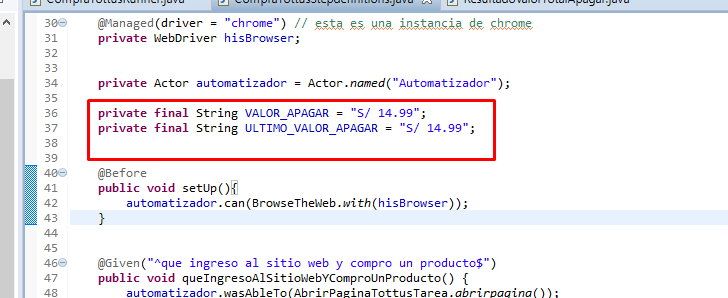 CompraTottusRunner.java CompraTottusStepdefinitions.java ResultadoValorTotalApagar.java
30 @Managed(driver = "chrome") // esta es una instancia de chrome
31 private WebDriver hisBrowser;
32
33
34 private Actor automatizador = Actor.named("Automatizador");
35
36 private final String VALOR_APAGAR = "S/ 14.99";
37 private final String ULTIMO_VALOR_APAGAR = "S/ 14.99";
38
39
40 @Before
41 public void setUp(){
42 automatizador.can(BrowseTheWeb.with(hisBrowser));
43 }
44
45
46 @Given("^que ingreso al sitio web y compro un producto$")
47 public void queIngresoAlSitioWebYComproUnProducto() {
48 automatizador.wasAbleTo(AbrirPaginaTottusTarea.abrirpagina());